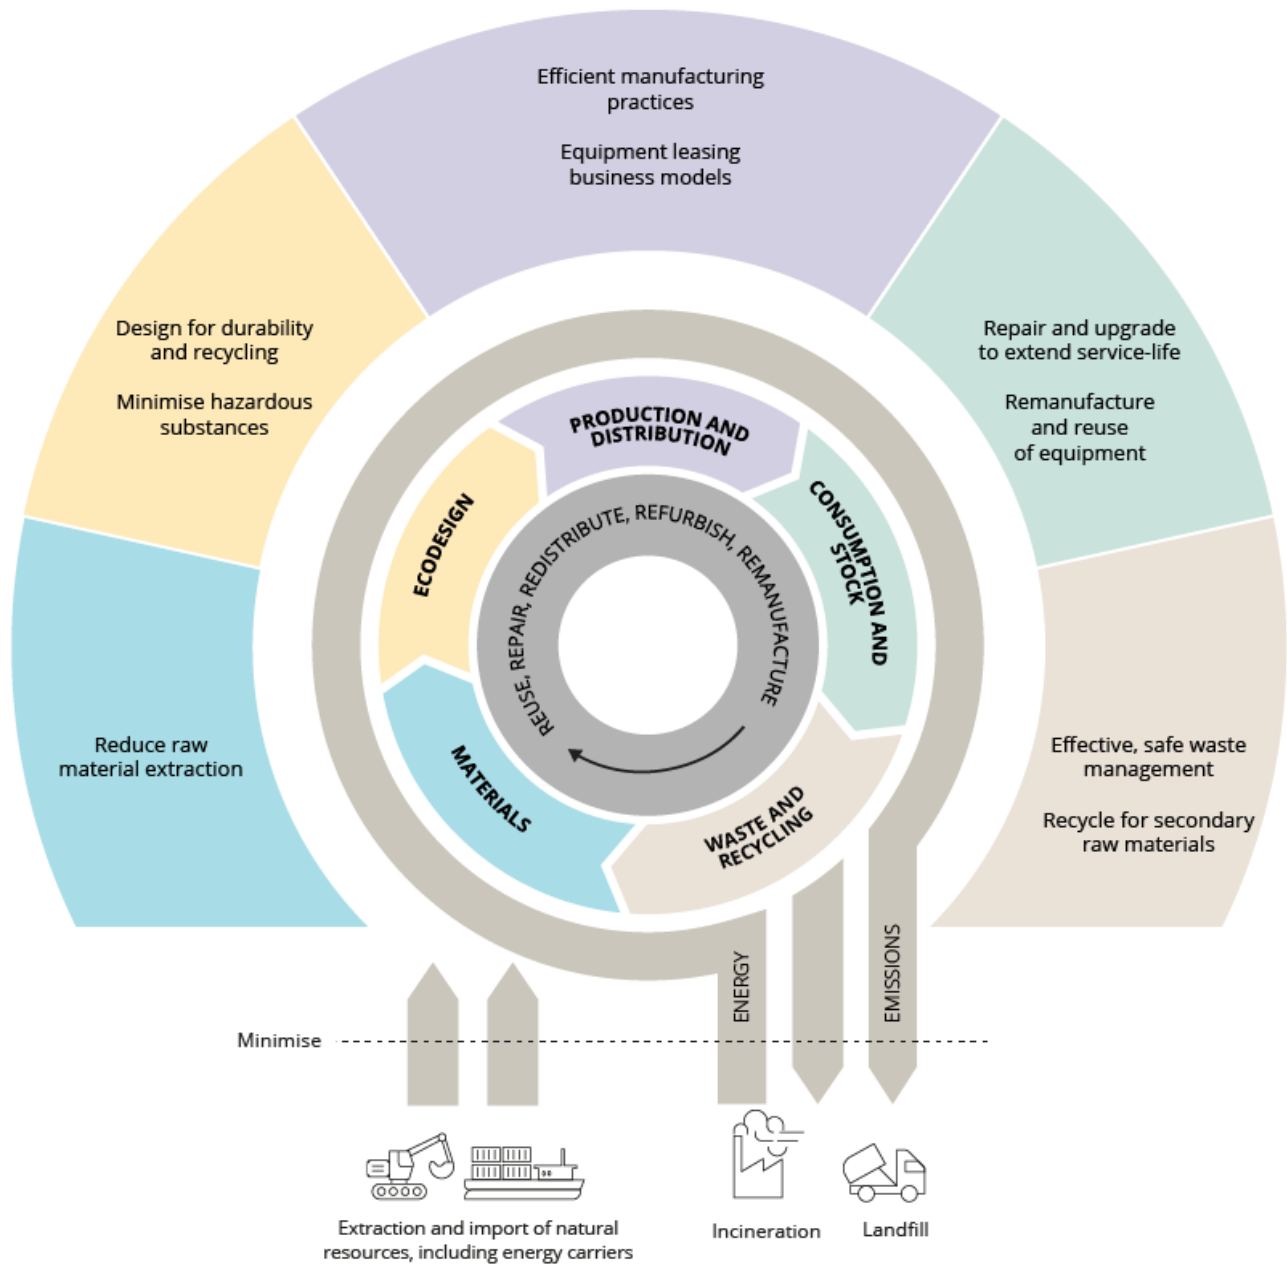 Efficient manufacturing
practices
Equipment leasing
business models
Design for durability
and recycling
Minimise hazardous
substances
Repair and upgrade
to extend service-life
Remanufacture
and reuse
of equipment
Reduce raw
material extraction
Effective, safe waste
management
Recycle for secondary
raw materials
PRODUCTION AND
DISTRIBUTION
CONSUMPTION AND
STOCK
WASTE AND
RECYCLING
MATERIALS
ECODESIGN
REUSE, REPAIR, REDISTRIBUTE, REFURBISH, REMANUFACTURE
ENERGY
EMISSIONS
Minimise
Extraction and import of natural
resources, including energy carriers
Incineration
Landfill